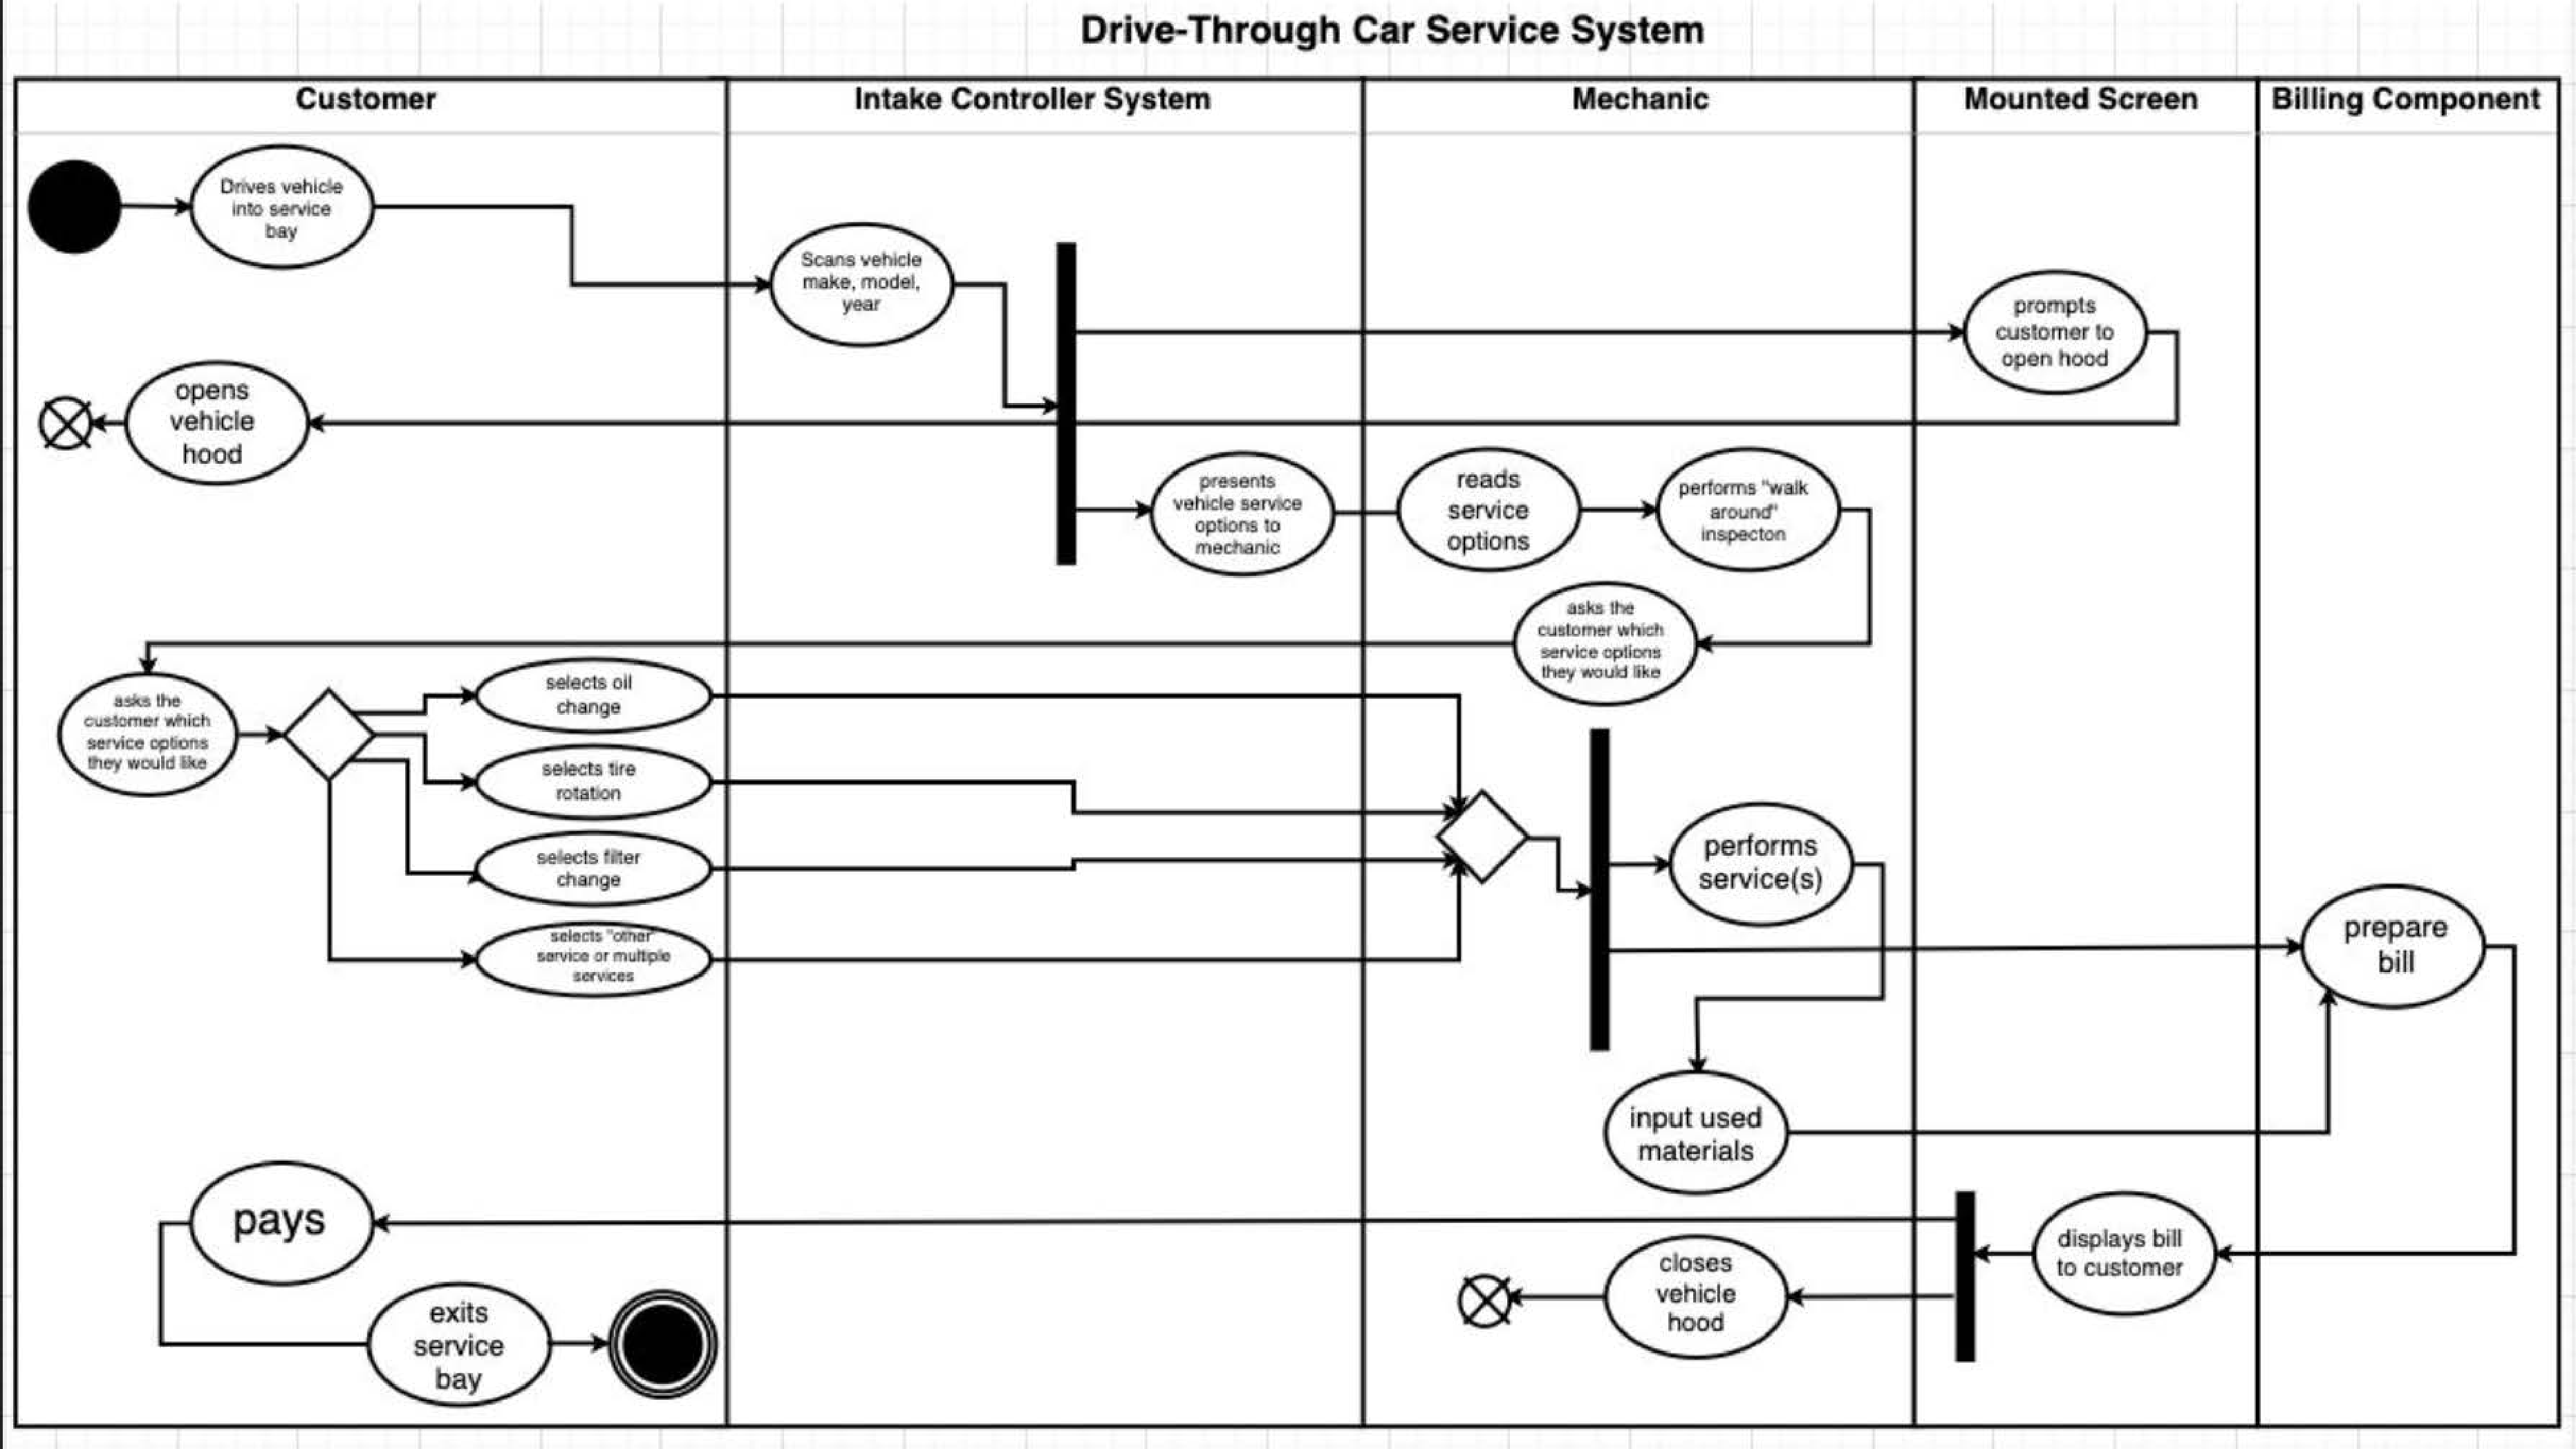 Drive-Through Car Service System
Customer
Intake Controller System
Mechanic
Mounted Screen
Billing Component
Drives vehicle
into service
bay
Scans vehicle
make, model,
year
prompts
customer to
open hood
opens
vehicle
hood
presents
vehicle service
options to
mechanic
reads
service
options
performs "walk
around"
inspecton
asks the
customer which
service options
they would like
asks the
customer which
service options
they would like
selects oil
change
selects tire
rotation
selects filter
change
selects "other"
service or multiple
services
performs
service(s)
prepare
bill
input used
materials
displays bill
to customer
pays
closes
vehicle
hood
exits
service
bay